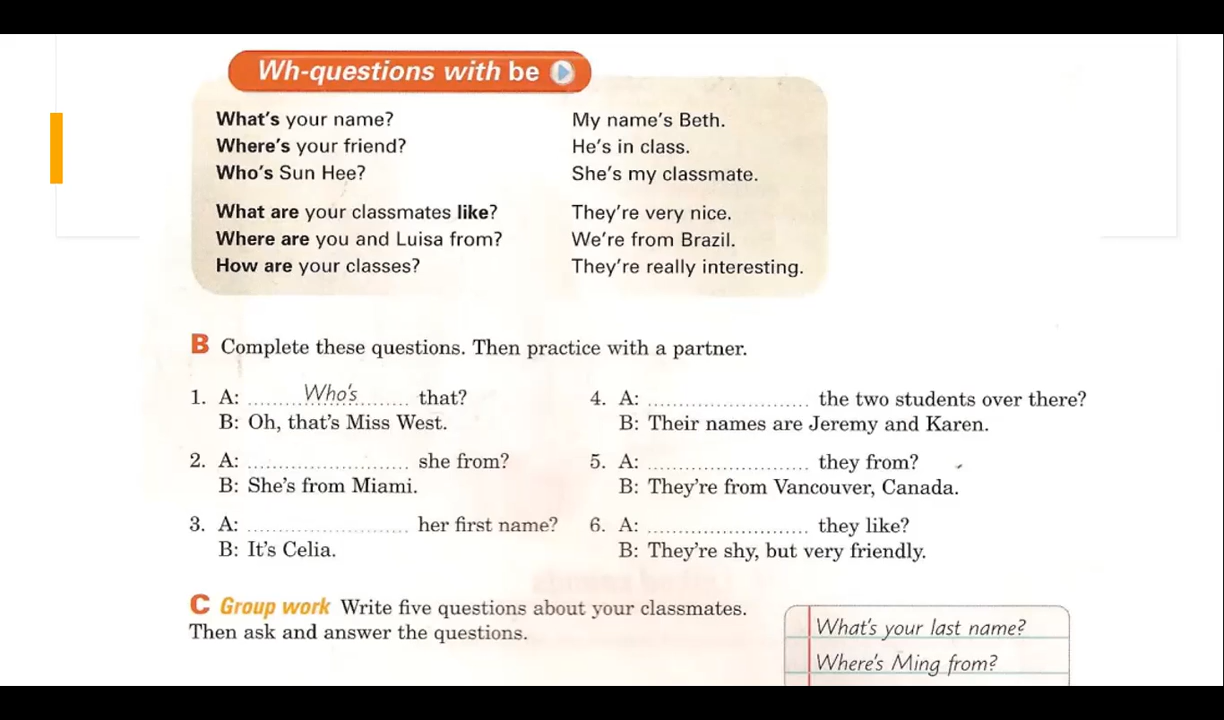 Wh-questions with be
What's your name? My name's Beth.
Where's your friend? He's in class.
Who's Sun Hee? She's my classmate.
What are your classmates like? They're very nice.
Where are you and Luisa from? We're from Brazil.
How are your classes? They're really interesting.
B Complete these questions. Then practice with a partner.
1. A: ........Who's........ that?
B: Oh, that's Miss West.
2. A: ........................ she from?
B: She's from Miami.
3. A: ........................ her first name?
B: It's Celia.
4. A: ........................ the two students over there?
B: Their names are Jeremy and Karen.
5. A: ........................ they from?
B: They're from Vancouver, Canada.
6. A: ........................ they like?
B: They're shy, but very friendly.
C Group work Write five questions about your classmates.
Then ask and answer the questions.
What's your last name?
Where's Ming from?